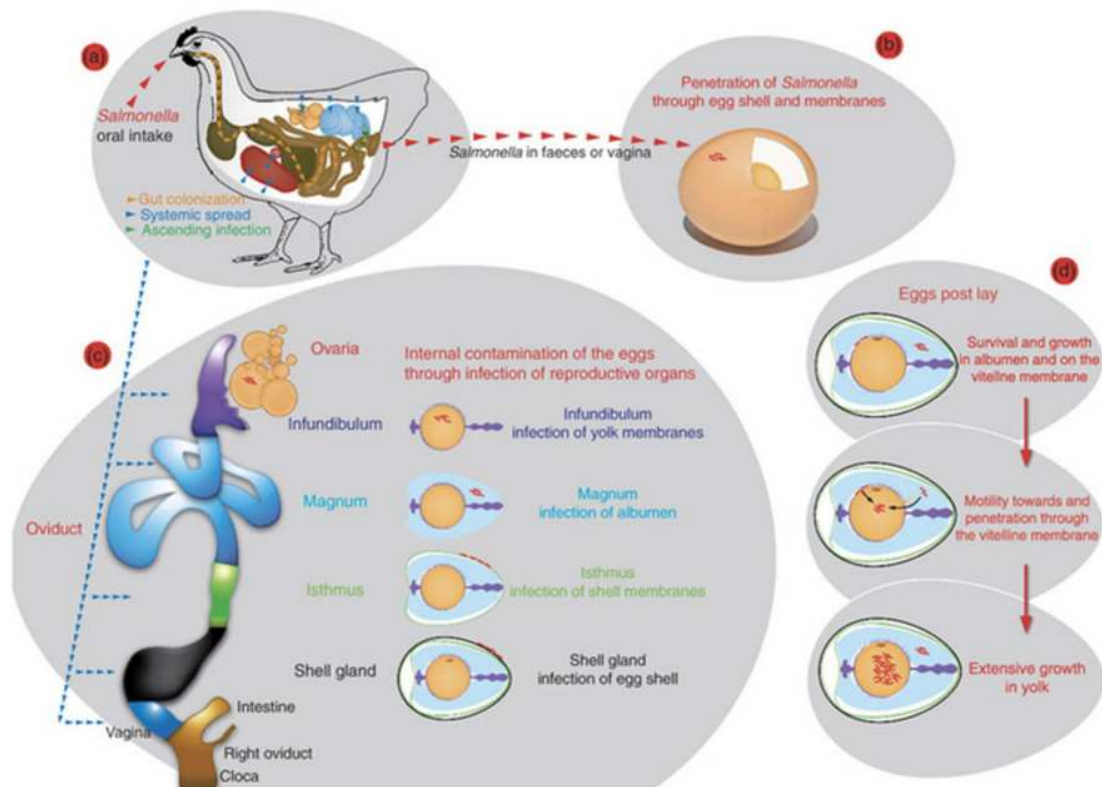 (a)
Salmonella
oral intake
Gut colonization
Systemic spread
Ascending infection
Salmonella in faeces or vagina
(b)
Penetration of Salmonella
through egg shell and membranes
(c)
Oviduct
Ovaria
Infundibulum
Magnum
Isthmus
Shell gland
Vagina
Intestine
Right oviduct
Cloca
Internal contamination of the eggs
through infection of reproductive organs
Infundibulum
infection of yolk membranes
Magnum
infection of albumen
Isthmus
infection of shell membranes
Shell gland
infection of egg shell
(d)
Eggs post lay
Survival and growth
in albumen and on the
vitellne membrane
Motility towards and
penetration through
the vitelline membrane
Extensive growth
in yolk